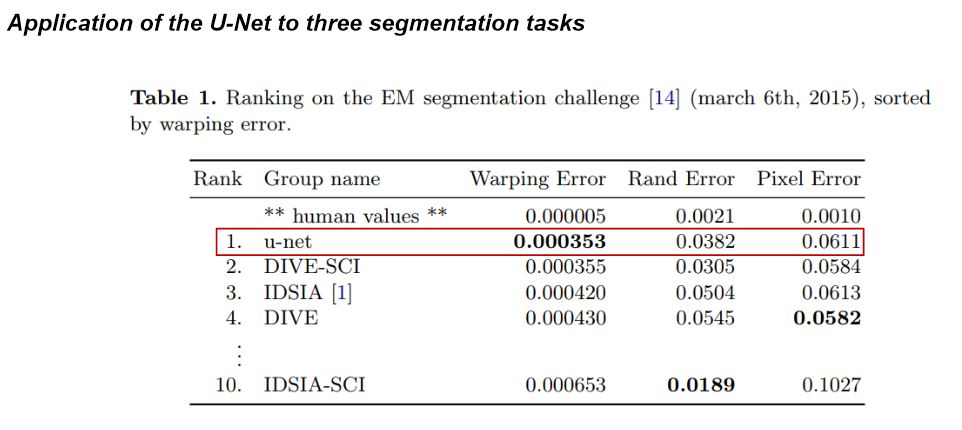 Application of the U-Net to three segmentation tasks
Table 1. Ranking on the EM segmentation challenge [14] (march 6th, 2015), sorted
by warping error.
Rank Group name Warping Error Rand Error Pixel Error
** human values ** 0.000005 0.0021 0.0010
1. u-net 0.000353 0.0382 0.0611
2. DIVE-SCI 0.000355 0.0305 0.0584
3. IDSIA [1] 0.000420 0.0504 0.0613
4. DIVE 0.000430 0.0545 0.0582
⋮
10. IDSIA-SCI 0.000653 0.0189 0.1027